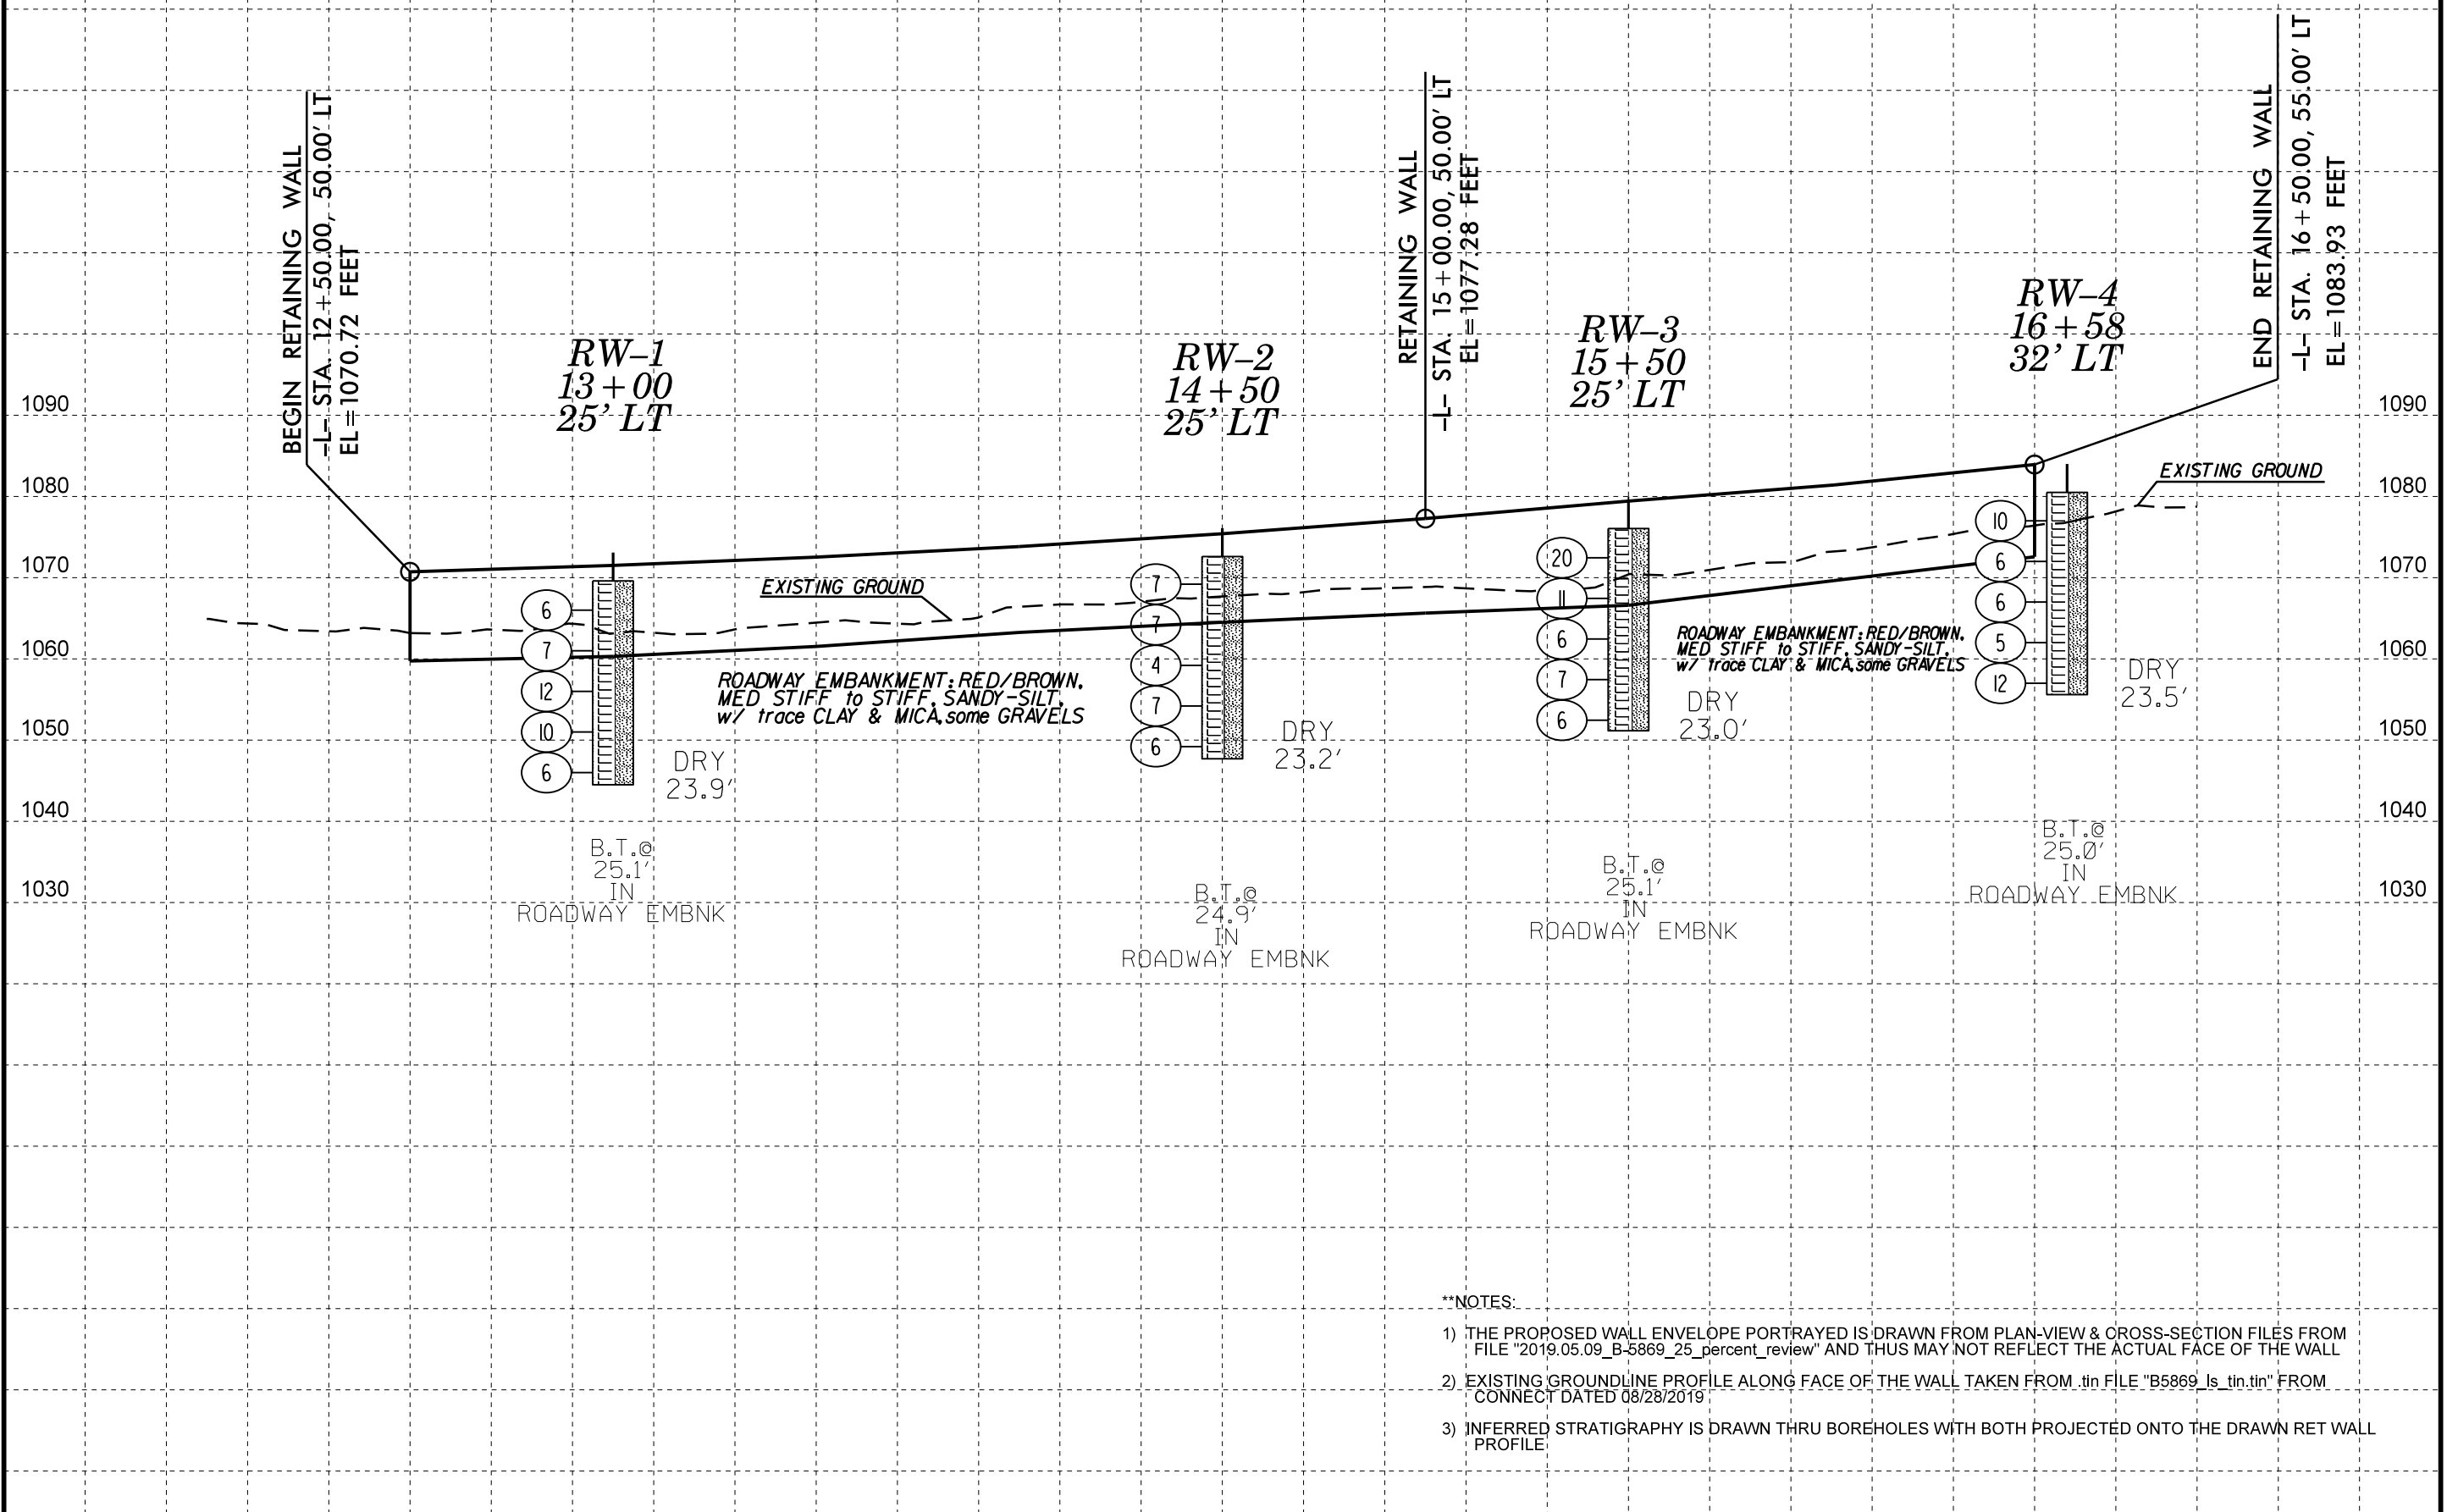 BEGIN RETAINING WALL
-L- STA. 12+50.00, 50.00' LT
EL=1070.72 FEET
RETAINING WALL
-L- STA. 15+00.00, 50.00' LT
EL=1077.28 FEET
END RETAINING WALL
-L- STA. 16+50.00, 55.00' LT
EL=1083.93 FEET
RW-1
13+00
25' LT
RW-2
14+50
25' LT
RW-3
15+50
25' LT
RW-4
16+58
32' LT
1090
1080
1070
1060
1050
1040
1030
1090
1080
1070
1060
1050
1040
1030
EXISTING GROUND
EXISTING GROUND
6
7
12
10
6
7
7
4
7
6
20
11
6
7
6
10
6
6
5
12
ROADWAY EMBANKMENT: RED/BROWN,
MED STIFF to STIFF, SANDY-SILT,
w/ trace CLAY & MICA, some GRAVELS
ROADWAY EMBANKMENT: RED/BROWN,
MED STIFF to STIFF, SANDY-SILT,
w/ trace CLAY & MICA, some GRAVELS
DRY
23.9'
DRY
23.2'
DRY
23.0'
DRY
23.5'
B.T.@
25.1'
IN
ROADWAY EMBNK
B.T.@
24.9'
IN
ROADWAY EMBNK
B.T.@
25.1'
IN
ROADWAY EMBNK
B.T.@
25.0'
IN
ROADWAY EMBNK
**NOTES:
1) THE PROPOSED WALL ENVELOPE PORTRAYED IS DRAWN FROM PLAN-VIEW & CROSS-SECTION FILES FROM
FILE "2019.05.09_B-5869_25_percent_review" AND THUS MAY NOT REFLECT THE ACTUAL FACE OF THE WALL
2) EXISTING GROUNDLINE PROFILE ALONG FACE OF THE WALL TAKEN FROM .tin FILE "B5869_ls_tin.tin" FROM
CONNECT DATED 08/28/2019
3) INFERRED STRATIGRAPHY IS DRAWN THRU BOREHOLES WITH BOTH PROJECTED ONTO THE DRAWN RET WALL
PROFILE